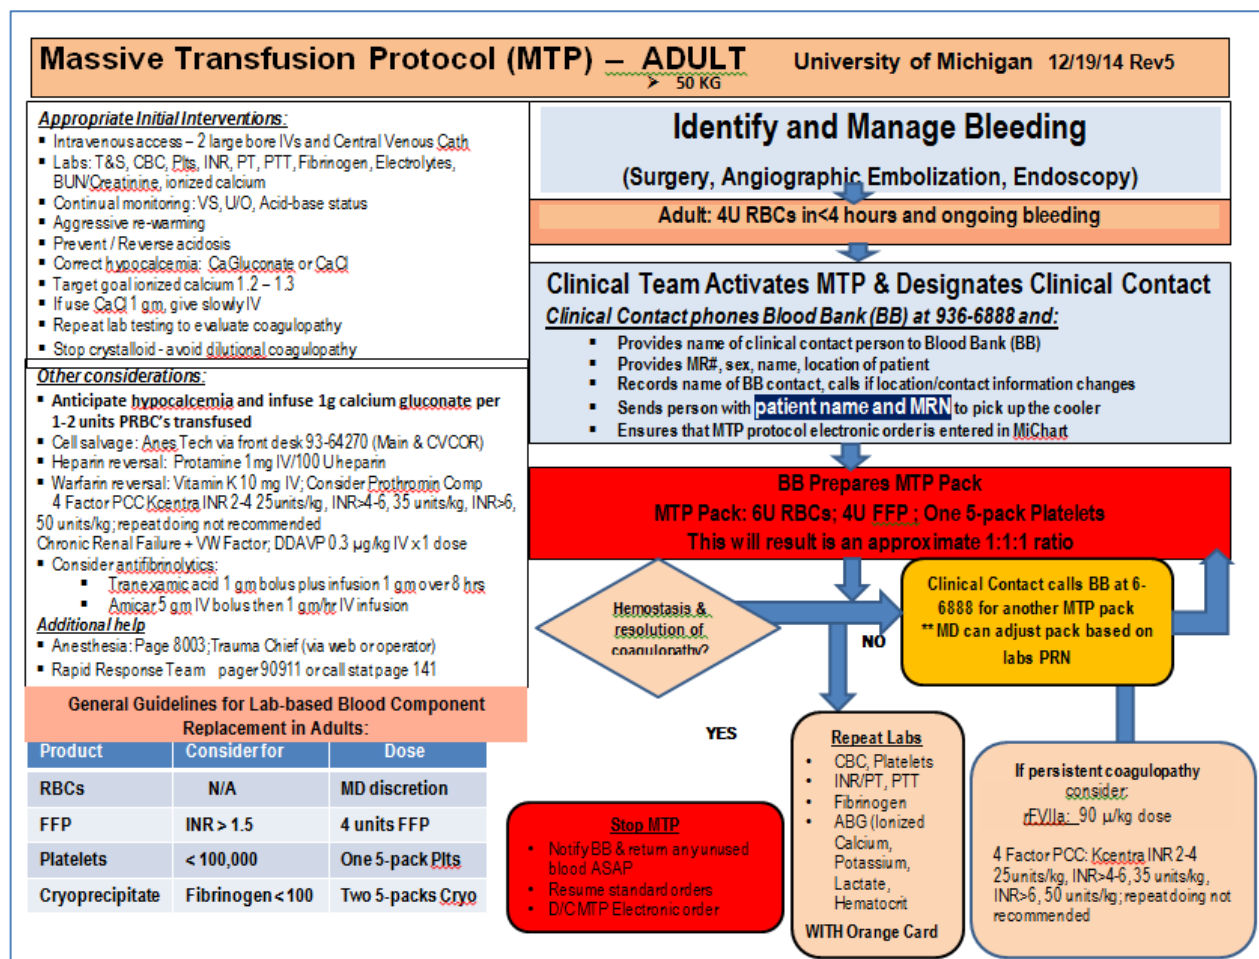 Massive Transfusion Protocol (MTP) – ADULT University of Michigan 12/19/14 Rev5
➤ 50 KG
Appropriate Initial Interventions:
▪ Intravenous access – 2 large bore IVs and Central Venous Cath
▪ Labs: T&S, CBC, Plts, INR, PT, PTT, Fibrinogen, Electrolytes,
BUN/Creatinine, ionized calcium
▪ Continual monitoring: VS, U/O, Acid-base status
▪ Aggressive re-warming
▪ Prevent / Reverse acidosis
▪ Correct hypocalcemia: CaGluconate or CaCl
▪ Target goal ionized calcium 1.2 – 1.3
▪ If use CaCl 1 gm, give slowly IV
▪ Repeat lab testing to evaluate coagulopathy
▪ Stop crystalloid - avoid dilutional coagulopathy
Other considerations:
▪ Anticipate hypocalcemia and infuse 1g calcium gluconate per
1-2 units PRBC's transfused
▪ Cell salvage: Anes Tech via front desk 93-64270 (Main & CVCOR)
▪ Heparin reversal: Protamine 1mg IV/100 U heparin
▪ Warfarin reversal: Vitamin K 10 mg IV; Consider Prothromin Comp
4 Factor PCC Kcentra INR 2-4 25units/kg, INR>4-6, 35 units/kg, INR>6,
50 units/kg; repeat doing not recommended
Chronic Renal Failure + VW Factor; DDAVP 0.3 µg/kg IV x 1 dose
▪ Consider antifibrinolytics:
▪ Tranexamic acid 1 gm bolus plus infusion 1 gm over 8 hrs
▪ Amicar 5 gm IV bolus then 1 gm/hr IV infusion
Additional help
▪ Anesthesia: Page 8003; Trauma Chief (via web or operator)
▪ Rapid Response Team pager 90911 or call stat page 141
General Guidelines for Lab-based Blood Component
Replacement in Adults:
Product Consider for Dose
RBCs N/A MD discretion
FFP INR > 1.5 4 units FFP
Platelets < 100,000 One 5-pack Plts
Cryoprecipitate Fibrinogen < 100 Two 5-packs Cryo
Identify and Manage Bleeding
(Surgery, Angiographic Embolization, Endoscopy)
Adult: 4U RBCs in<4 hours and ongoing bleeding
Clinical Team Activates MTP & Designates Clinical Contact
Clinical Contact phones Blood Bank (BB) at 936-6888 and:
▪ Provides name of clinical contact person to Blood Bank (BB)
▪ Provides MR#, sex, name, location of patient
▪ Records name of BB contact, calls if location/contact information changes
▪ Sends person with patient name and MRN to pick up the cooler
▪ Ensures that MTP protocol electronic order is entered in MiChart
BB Prepares MTP Pack
MTP Pack: 6U RBCs; 4U FFP ; One 5-pack Platelets
This will result is an approximate 1:1:1 ratio
Hemostasis &
resolution of
coagulopathy?
NO
Clinical Contact calls BB at 6-
6888 for another MTP pack
** MD can adjust pack based on
labs PRN
YES
Stop MTP
• Notify BB & return any unused
blood ASAP
• Resume standard orders
• D/C MTP Electronic order
Repeat Labs
• CBC, Platelets
• INR/PT, PTT
• Fibrinogen
• ABG (Ionized
Calcium,
Potassium,
Lactate,
Hematocrit
WITH Orange Card
If persistent coagulopathy
consider:
rFVIIa: 90 µ/kg dose
4 Factor PCC: Kcentra INR 2-4
25units/kg, INR>4-6, 35 units/kg,
INR>6, 50 units/kg; repeat doing not
recommended